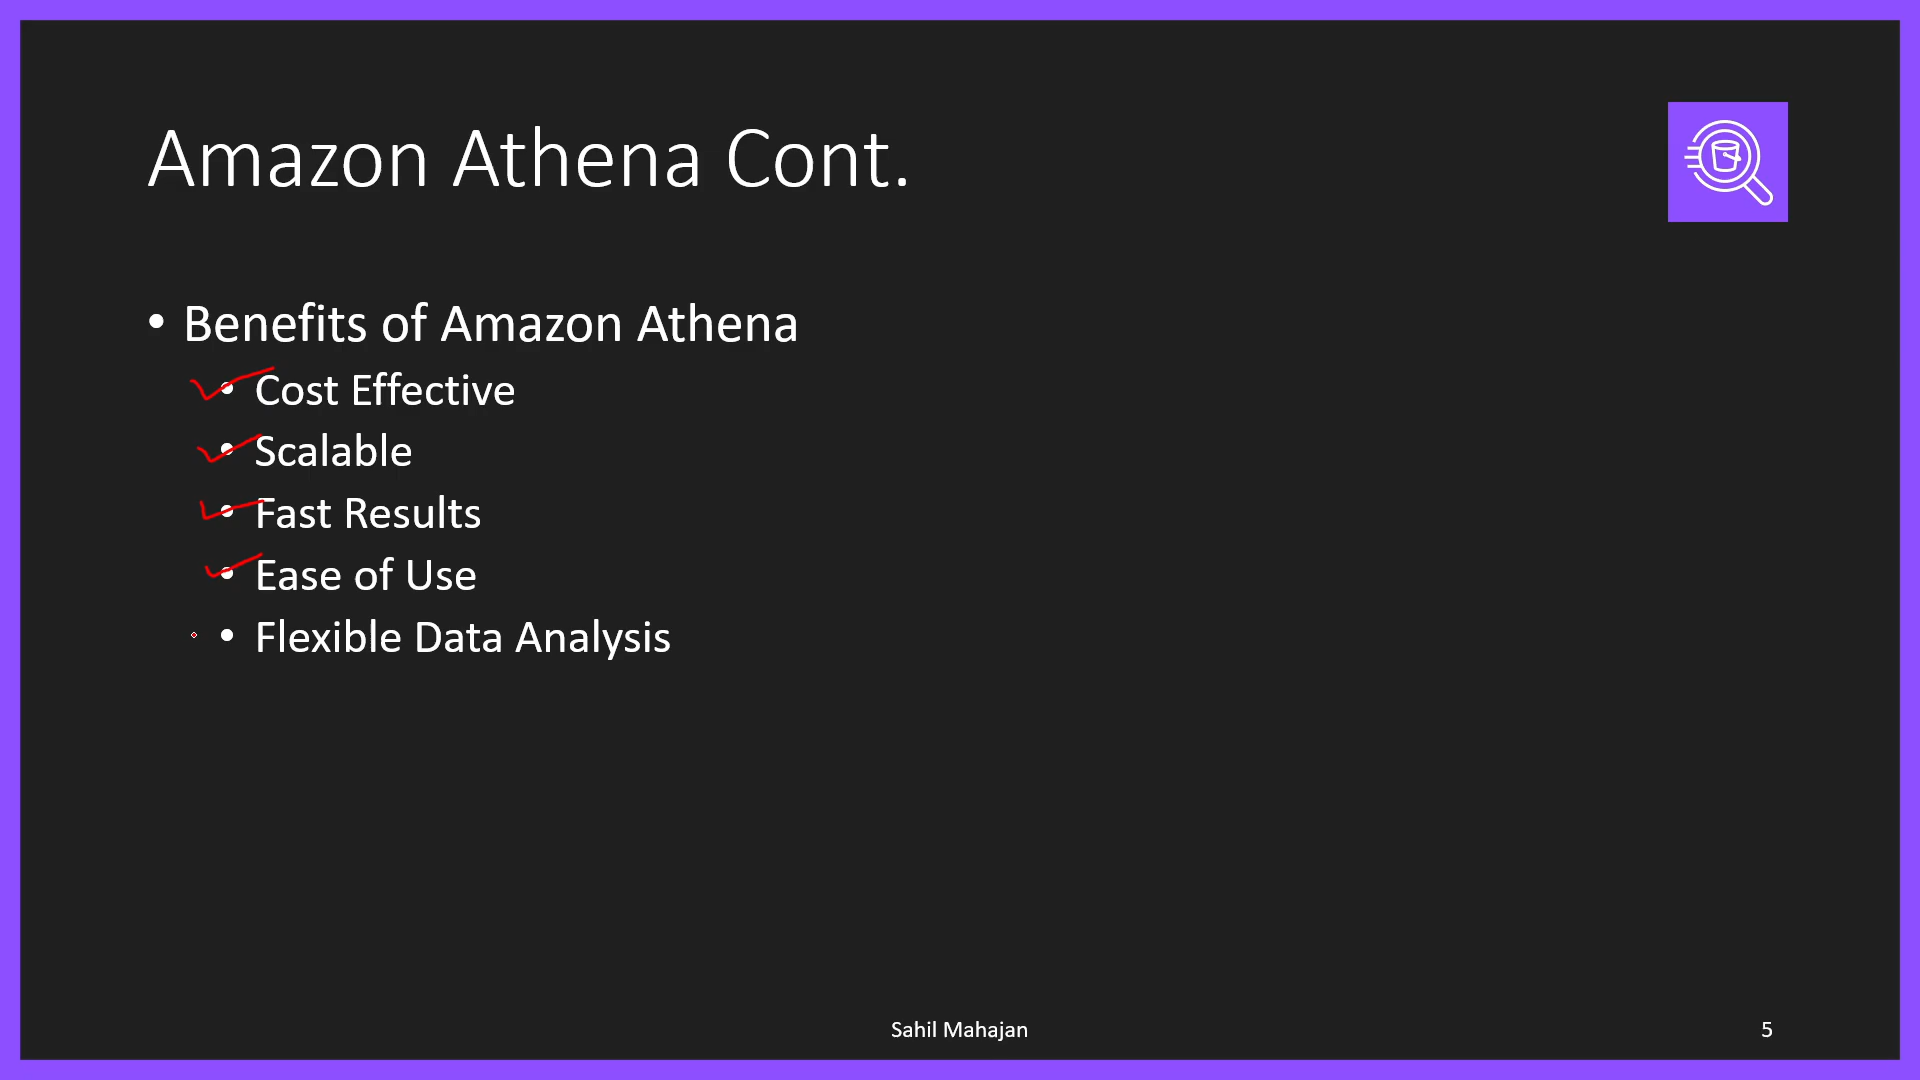 Amazon Athena Cont.
• Benefits of Amazon Athena
• Cost Effective
• Scalable
• Fast Results
• Ease of Use
• Flexible Data Analysis
Sahil Mahajan
5